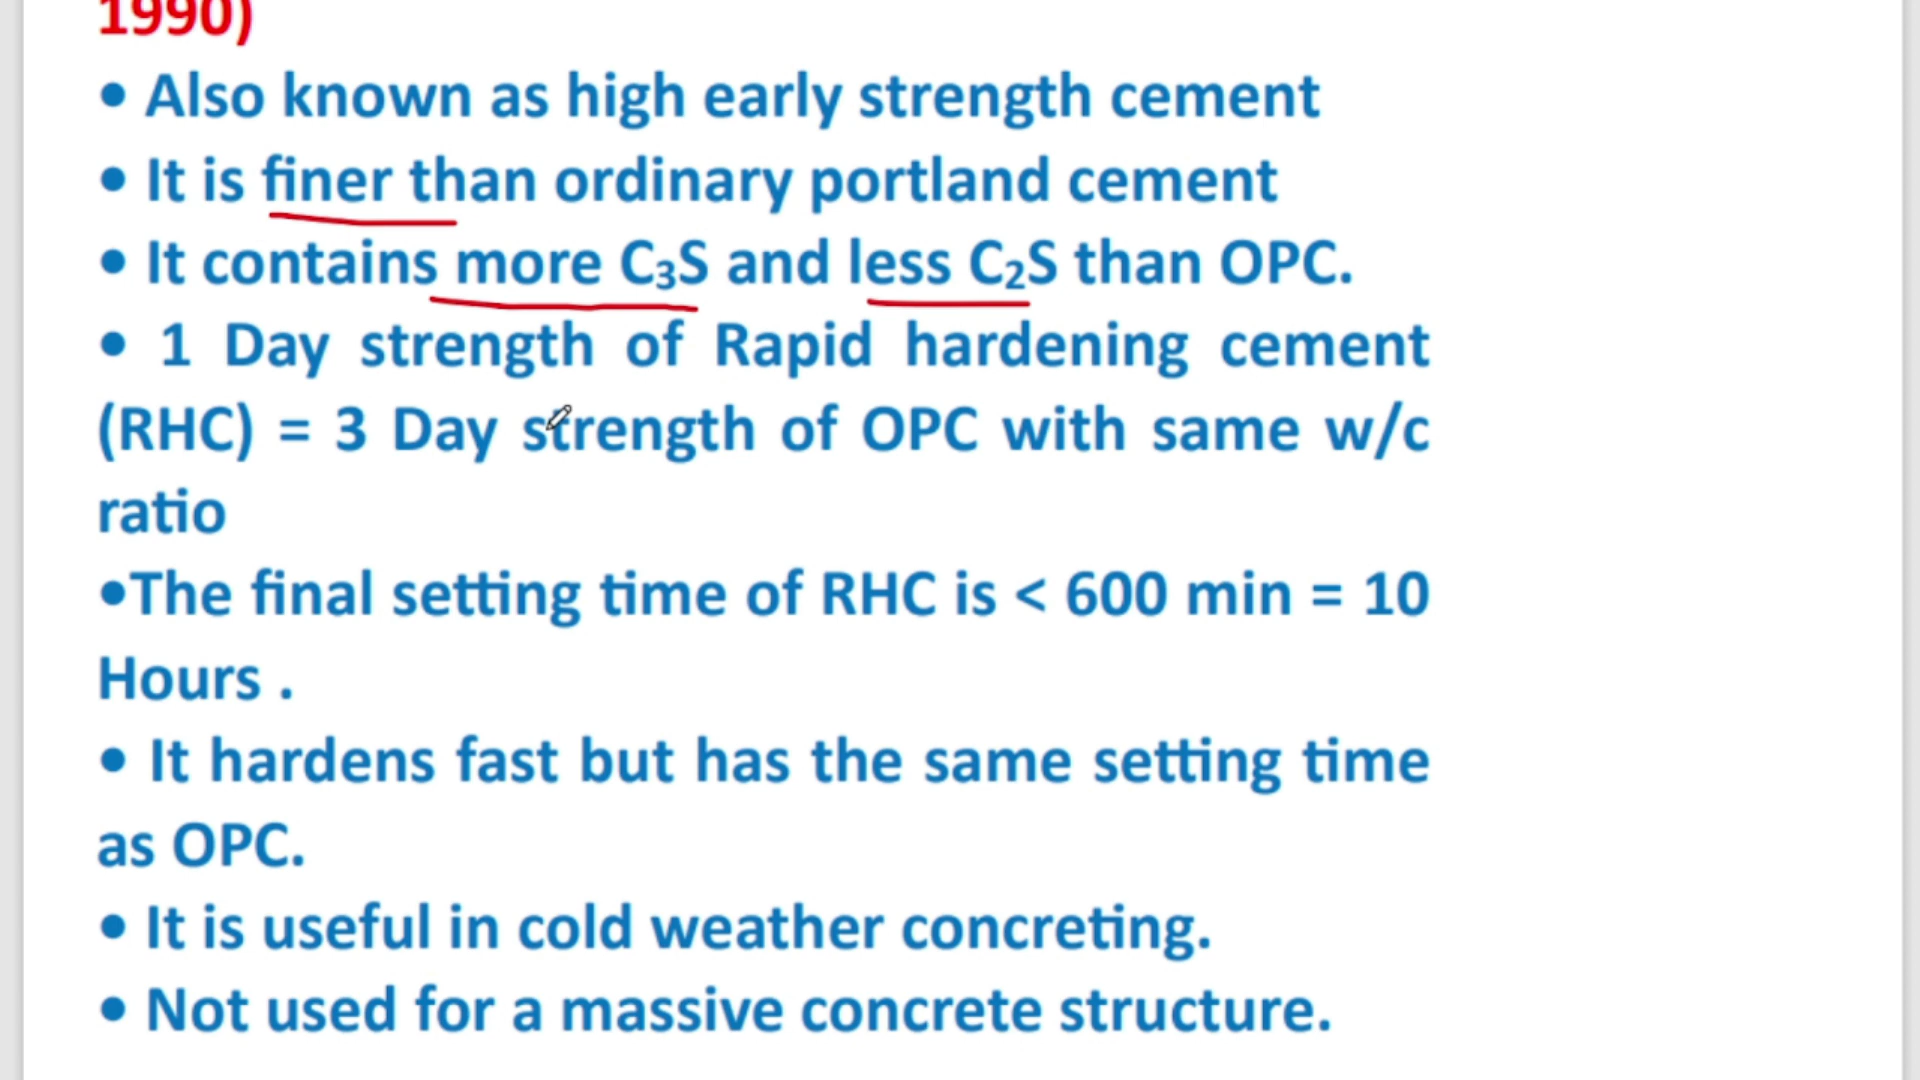 1990)
• Also known as high early strength cement
• It is finer than ordinary portland cement
• It contains more C₃S and less C₂S than OPC.
• 1 Day strength of Rapid hardening cement
(RHC) = 3 Day strength of OPC with same w/c
ratio
•The final setting time of RHC is < 600 min = 10
Hours .
• It hardens fast but has the same setting time
as OPC.
• It is useful in cold weather concreting.
• Not used for a massive concrete structure.